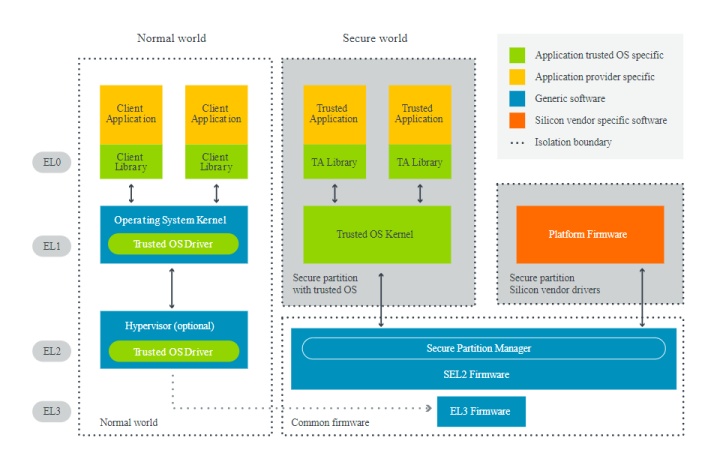 Normal world
Secure world
Application trusted OS specific
Application provider specific
Generic software
Silicon vendor specific software
Isolation boundary
EL0
Client
Application
Client
Library
Client
Application
Client
Library
Trusted
Application
TA Library
Trusted
Application
TA Library
EL1
Operating System Kernel
Trusted OS Driver
Trusted OS Kernel
Secure partition
with trusted OS
Platform Firmware
Secure partition
Silicon vendor drivers
EL2
Hypervisor (optional)
Trusted OS Driver
Secure Partition Manager
SEL2 Firmware
EL3
EL3 Firmware
Normal world
Common firmware